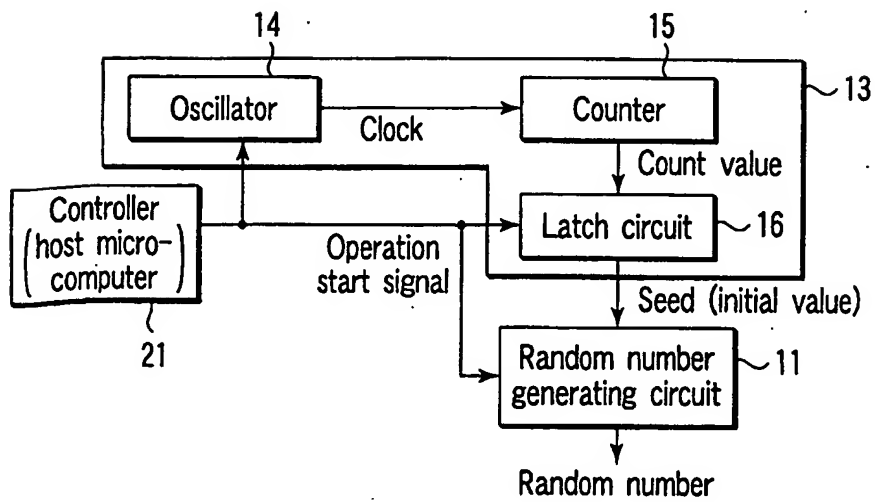 14
15
13
Oscillator
Clock
Counter
Count value
Controller
(host micro-
computer)
21
Operation
start signal
Latch circuit
16
Seed (initial value)
Random number
generating circuit
11
Random number